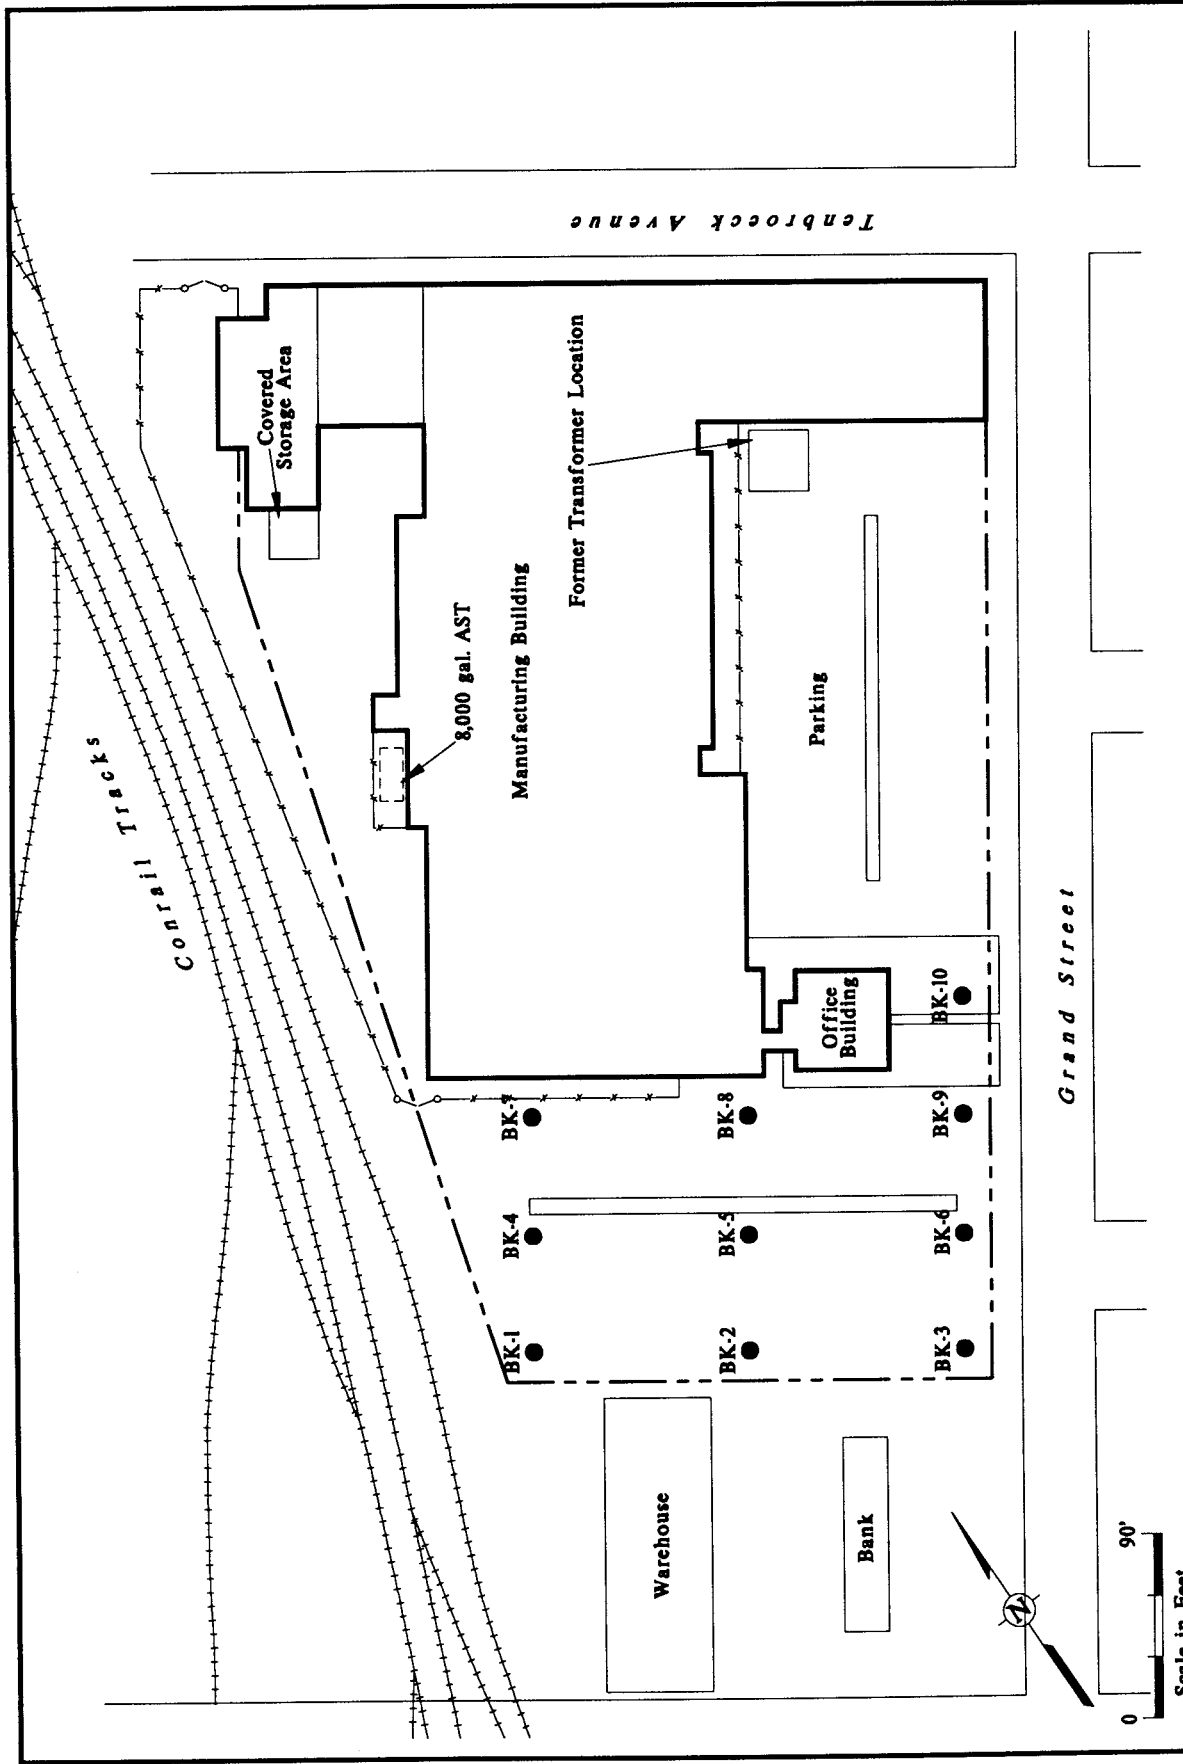 Conrail Tracks
Tenbroeck Avenue
Covered
Storage Area
Former Transformer Location
8,000 gal. AST
Manufacturing Building
Parking
Office
Building
BK-10
BK-7
BK-8
BK-9
BK-4
BK-5
BK-6
BK-1
BK-2
BK-3
Grand Street
Warehouse
Bank
N
0
90'
Scale in Feet